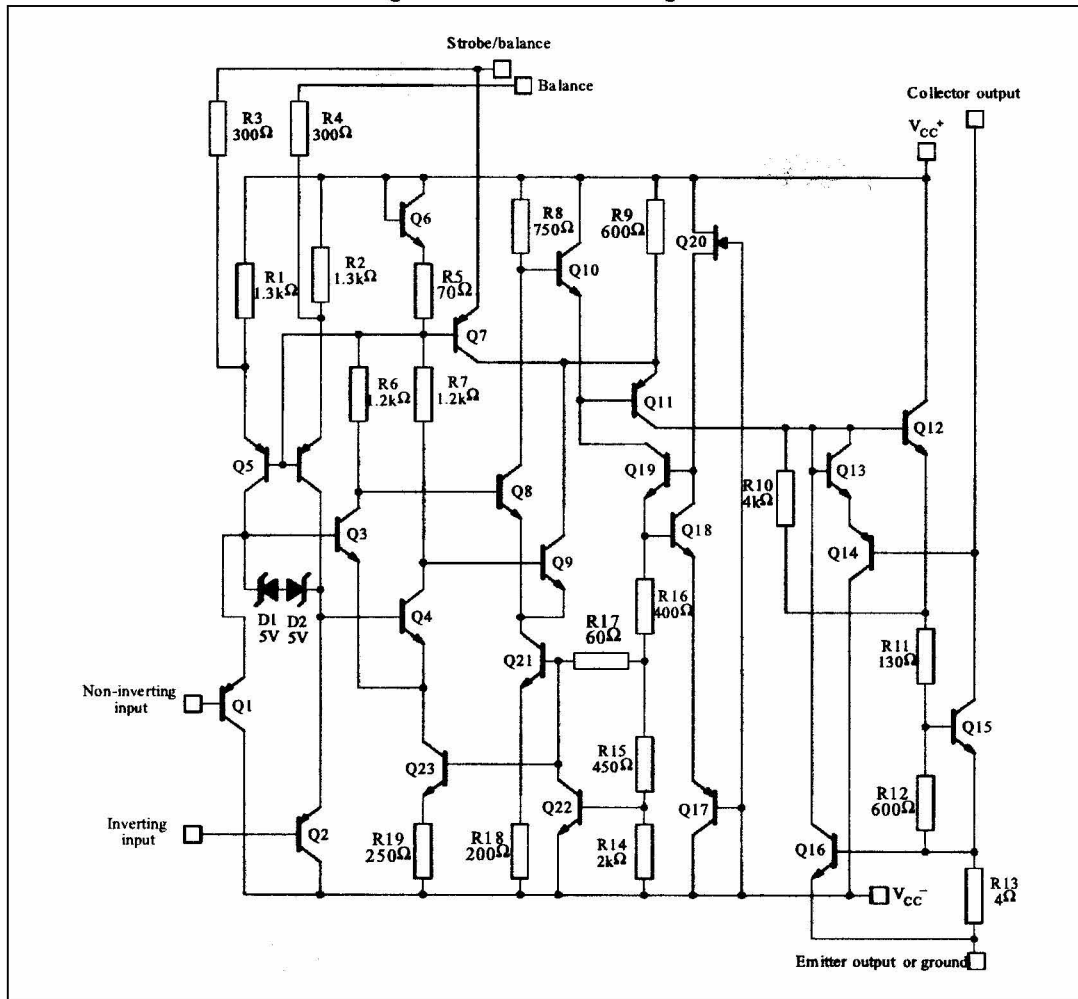 Strobe/balance
Balance
Collector output
V_CC+
R3
300Ω
R4
300Ω
Q6
R8
750Ω
R9
600Ω
Q20
Q10
R1
1.3kΩ
R2
1.3kΩ
R5
70Ω
Q7
R6
1.2kΩ
R7
1.2kΩ
Q11
Q12
Q5
Q19
Q13
R10
4kΩ
Q8
Q3
Q18
Q14
Q9
D1
5V
D2
5V
Q4
R16
400Ω
R17
60Ω
R11
130Ω
Q21
Non-inverting
input
Q1
Q15
Q23
R15
450Ω
R12
600Ω
Q22
Q17
Inverting
input
Q2
R19
250Ω
R18
200Ω
R14
2kΩ
Q16
R13
4Ω
V_CC-
Emitter output or ground